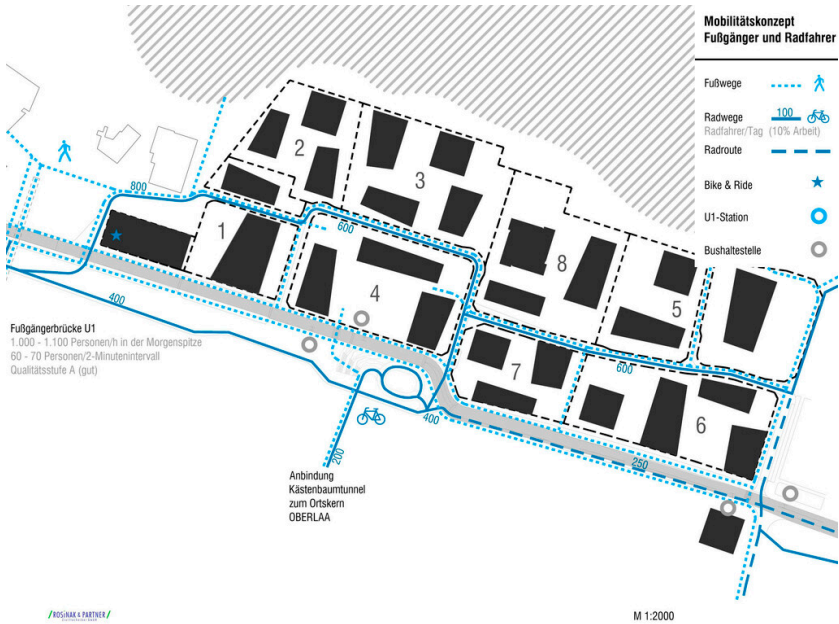 Mobilitätskonzept
Fußgänger und Radfahrer
Fußwege
Radwege 100
Radfahrer/Tag (10% Arbeit)
Radroute
Bike & Ride
U1-Station
Bushaltestelle
800
2
3
1
600
4
8
5
400
Fußgängerbrücke U1
1.000 - 1.100 Personen/h in der Morgenspitze
60 - 70 Personen/2-Minutenintervall
Qualitätsstufe A (gut)
7
600
6
400
200
250
Anbindung
Kästenbaumtunnel
zum Ortskern
OBERLAA
/ROSINAK & PARTNER/
M 1:2000